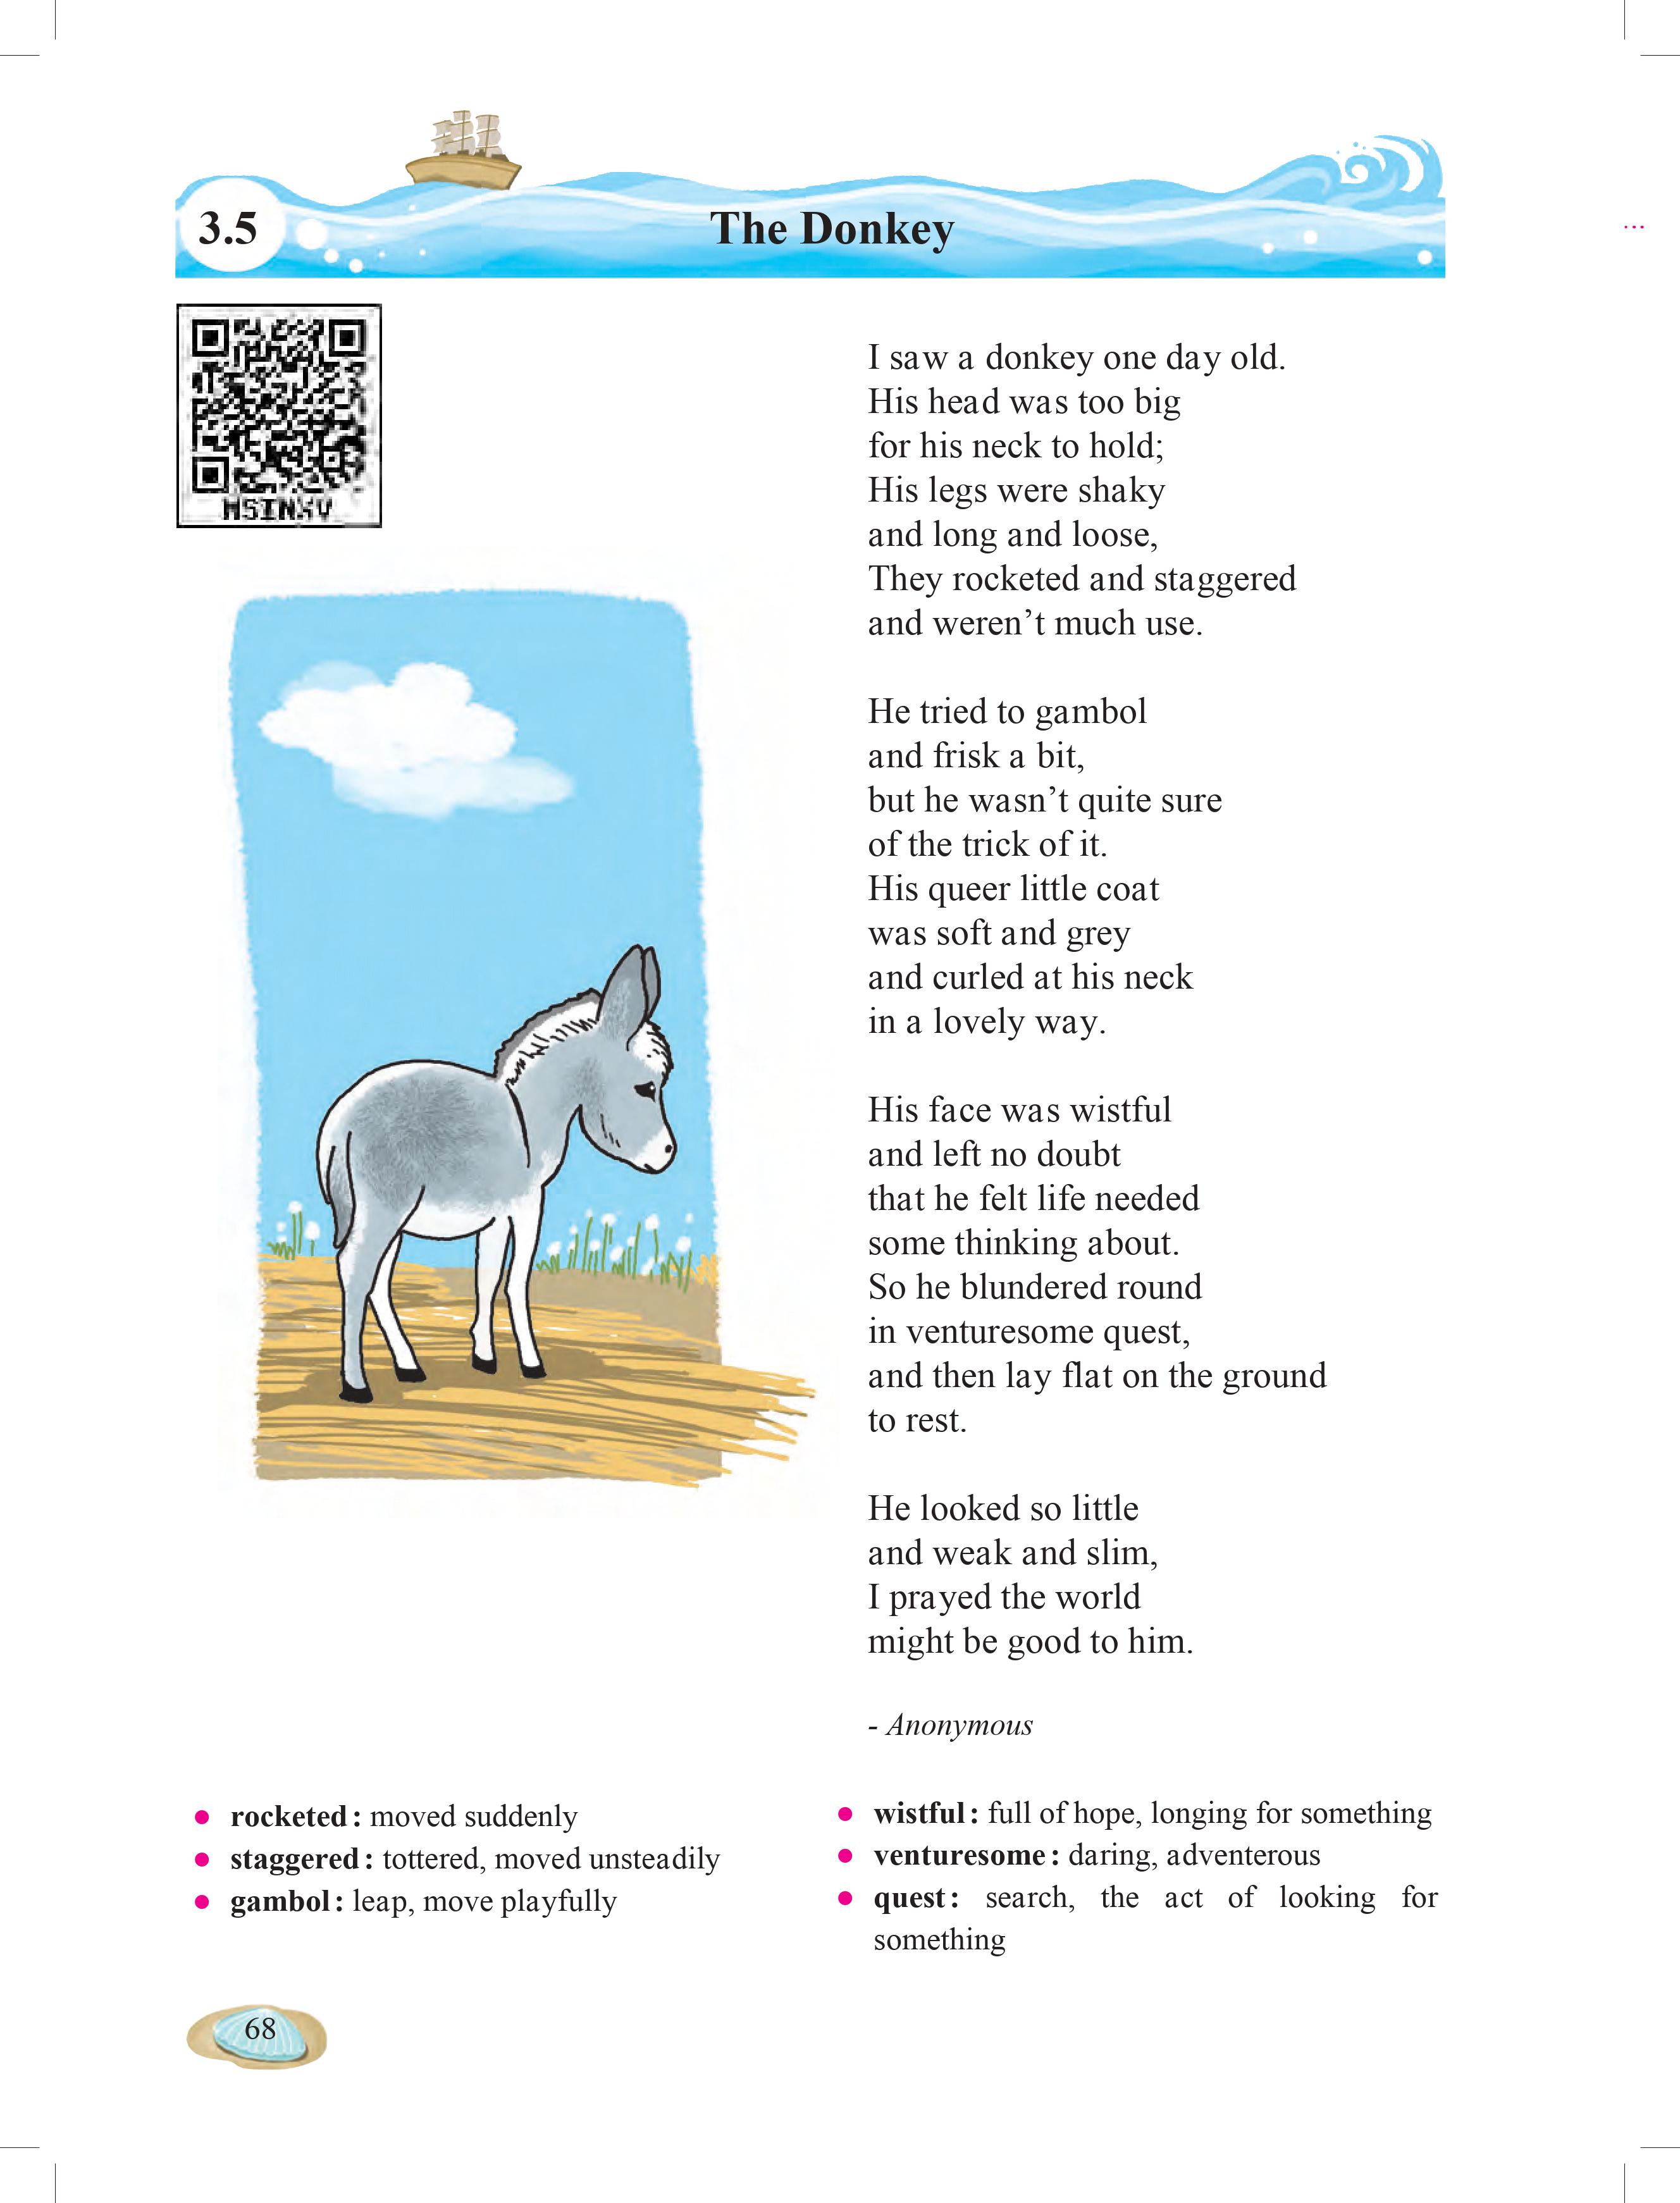 3.5
The Donkey
I saw a donkey one day old.
His head was too big
for his neck to hold;
His legs were shaky
and long and loose,
They rocketed and staggered
and weren’t much use.
He tried to gambol
and frisk a bit,
but he wasn’t quite sure
of the trick of it.
His queer little coat
was soft and grey
and curled at his neck
in a lovely way.
His face was wistful
and left no doubt
that he felt life needed
some thinking about.
So he blundered round
in venturesome quest,
and then lay flat on the ground
to rest.
He looked so little
and weak and slim,
I prayed the world
might be good to him.
- Anonymous
● rocketed : moved suddenly
● staggered : tottered, moved unsteadily
● gambol : leap, move playfully
● wistful : full of hope, longing for something
● venturesome : daring, adventerous
● quest : search, the act of looking for
something
68